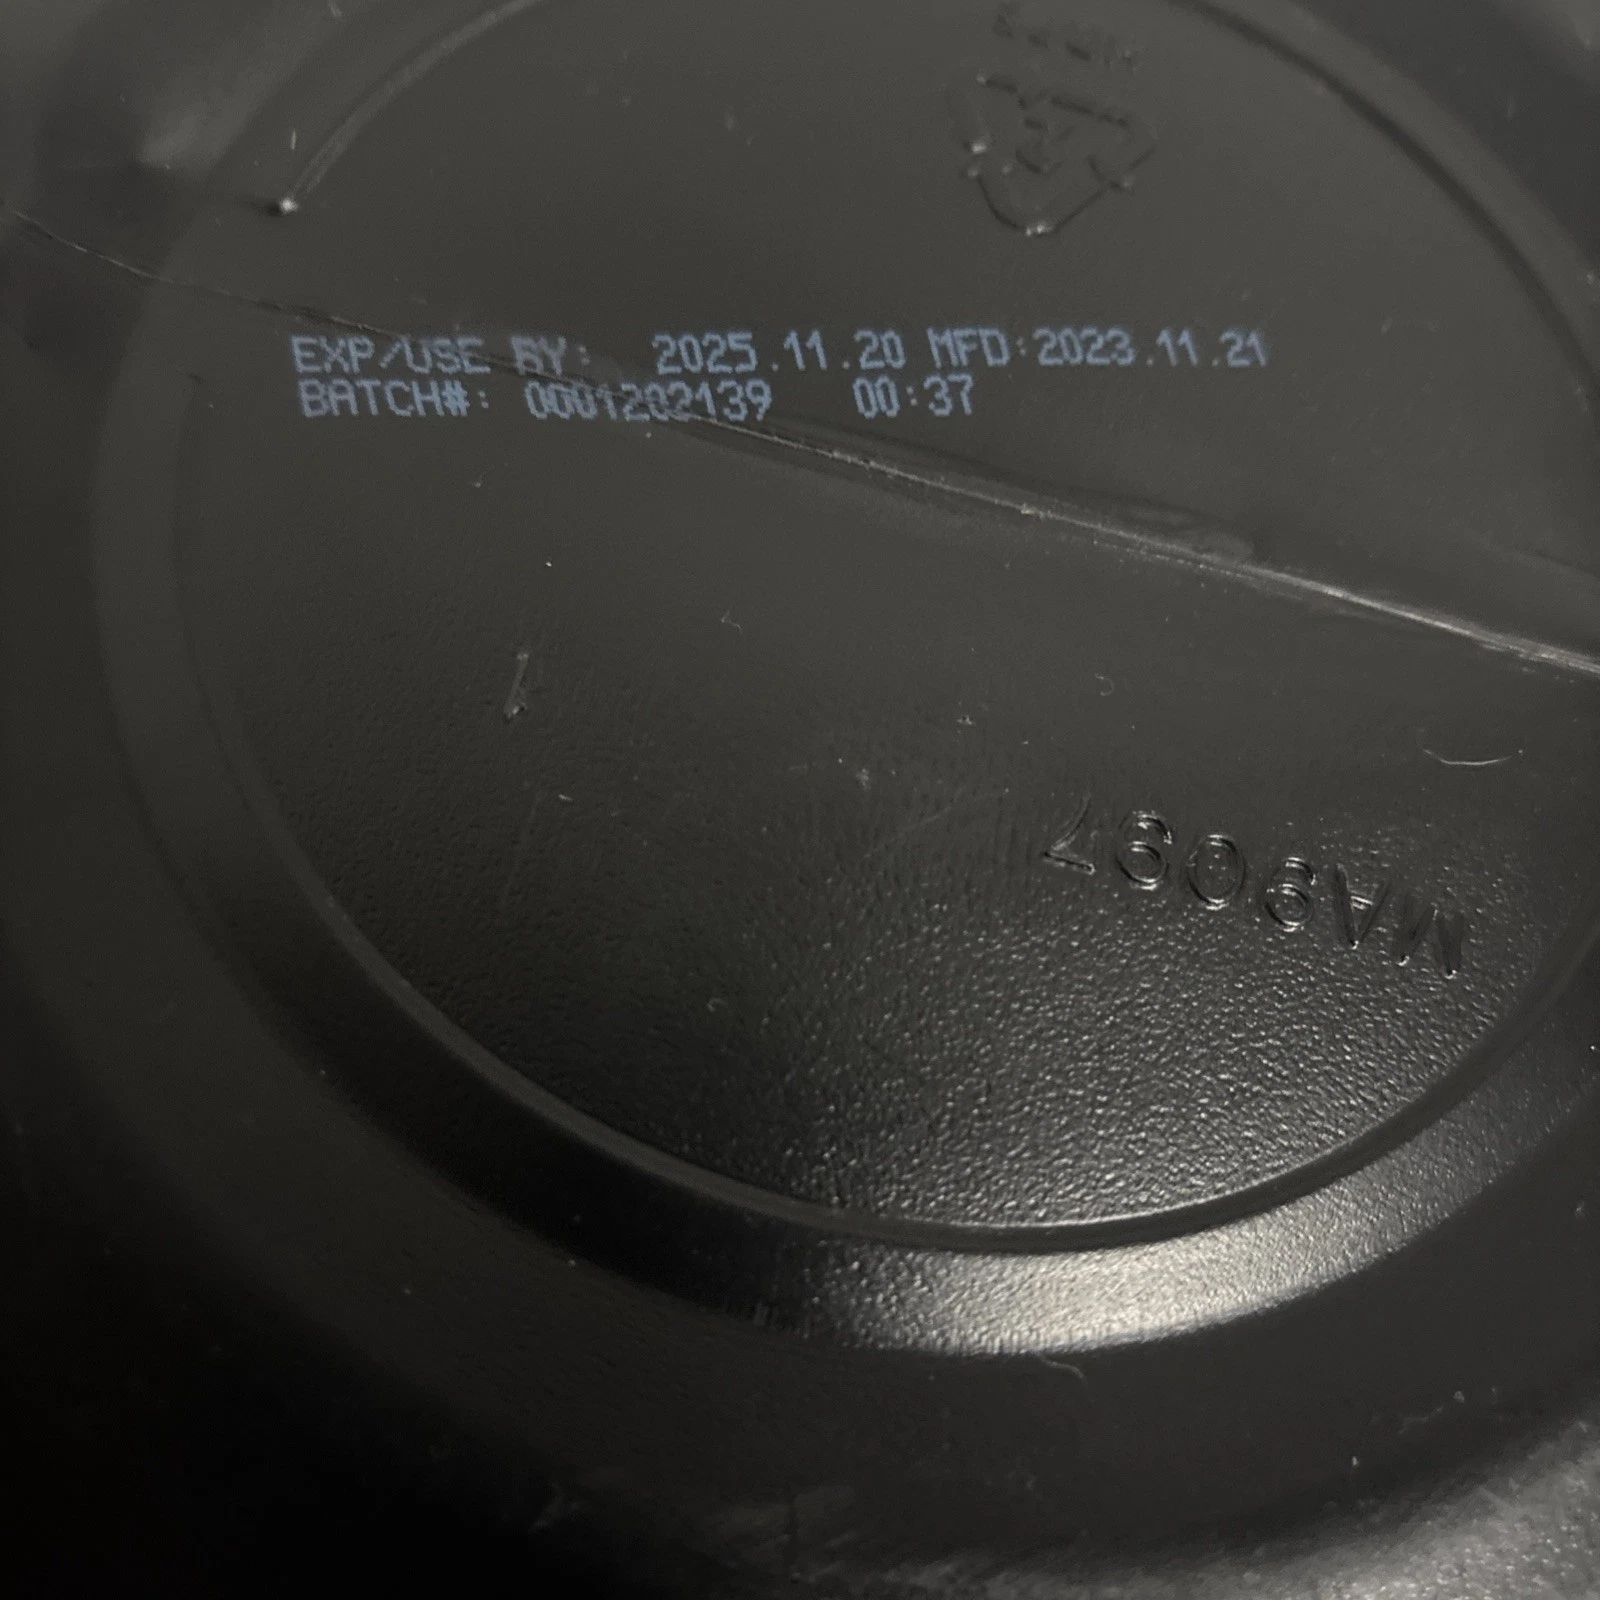 EXP/USE BY: 2025.11.20 MFD:2023.11.21
BATCH#: 0001202139 00:37
MA9097